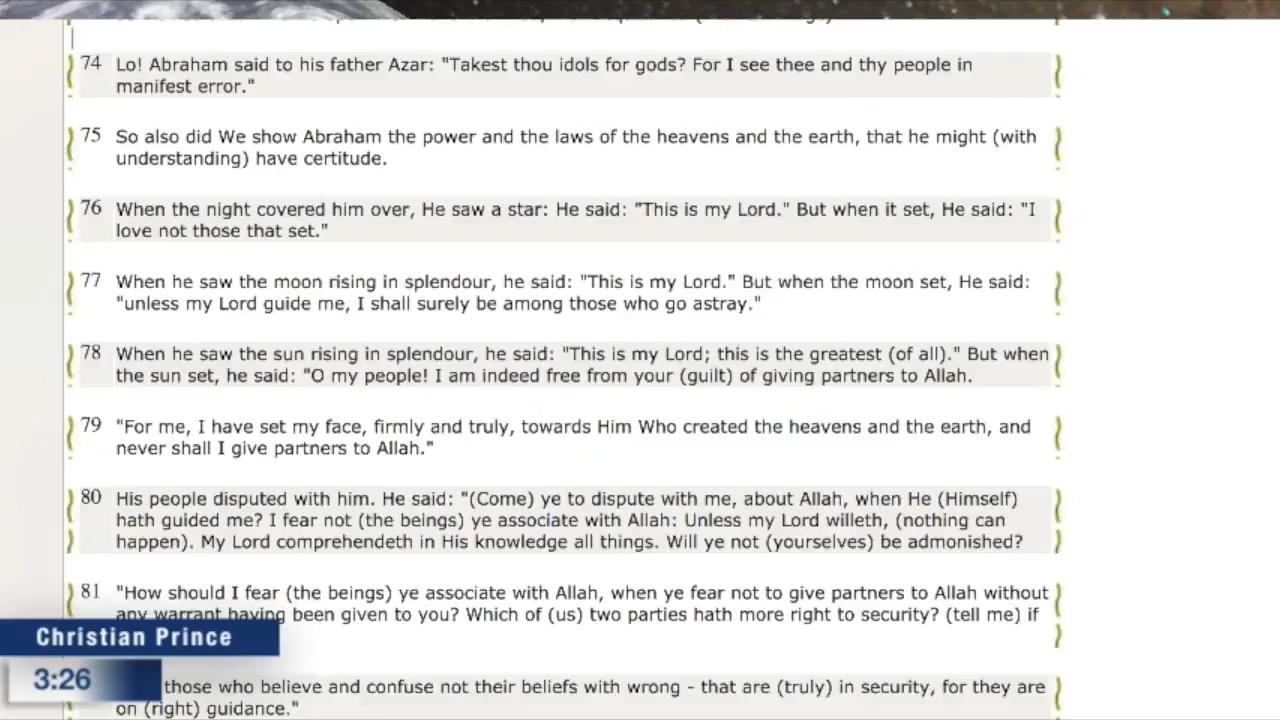 74 Lo! Abraham said to his father Azar: "Takest thou idols for gods? For I see thee and thy people in
manifest error."
75 So also did We show Abraham the power and the laws of the heavens and the earth, that he might (with
understanding) have certitude.
76 When the night covered him over, He saw a star: He said: "This is my Lord." But when it set, He said: "I
love not those that set."
77 When he saw the moon rising in splendour, he said: "This is my Lord." But when the moon set, He said:
"unless my Lord guide me, I shall surely be among those who go astray."
78 When he saw the sun rising in splendour, he said: "This is my Lord; this is the greatest (of all)." But when
the sun set, he said: "O my people! I am indeed free from your (guilt) of giving partners to Allah.
79 "For me, I have set my face, firmly and truly, towards Him Who created the heavens and the earth, and
never shall I give partners to Allah."
80 His people disputed with him. He said: "(Come) ye to dispute with me, about Allah, when He (Himself)
hath guided me? I fear not (the beings) ye associate with Allah: Unless my Lord willeth, (nothing can
happen). My Lord comprehendeth in His knowledge all things. Will ye not (yourselves) be admonished?
81 "How should I fear (the beings) ye associate with Allah, when ye fear not to give partners to Allah without
any warrant having been given to you? Which of (us) two parties hath more right to security? (tell me) if
Christian Prince
3:26
those who believe and confuse not their beliefs with wrong - that are (truly) in security, for they are
on (right) guidance."